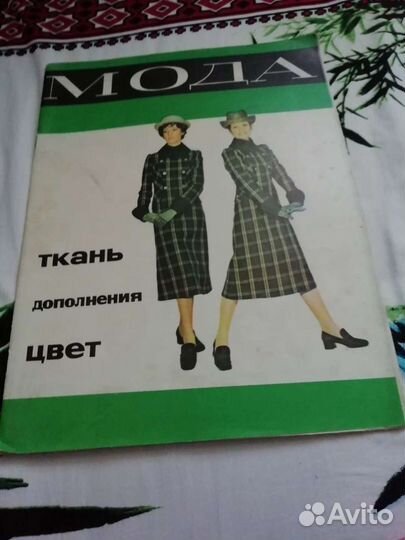 МОДА
ткань
дополнения
цвет
Avito